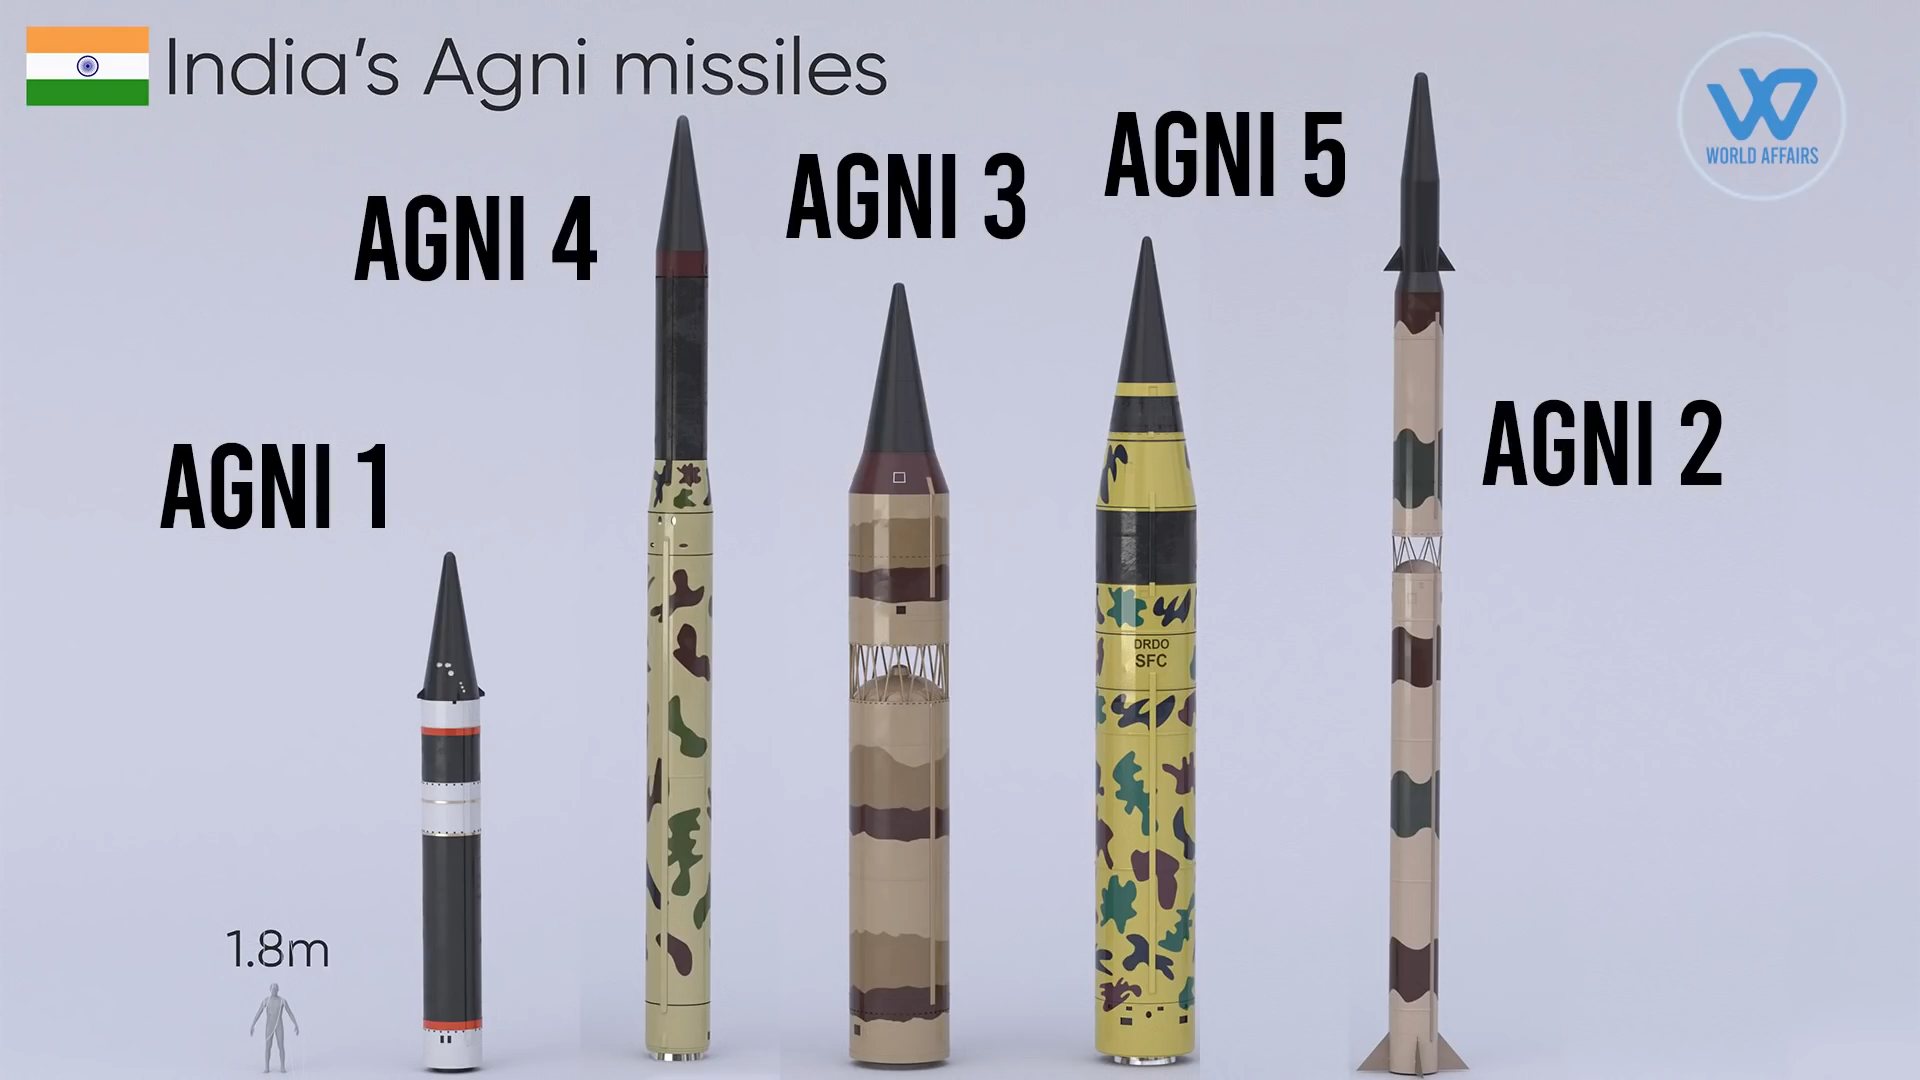 India's Agni missiles
WORLD AFFAIRS
AGNI 5
AGNI 3
AGNI 4
AGNI 2
AGNI 1
DRDO
SFC
1.8m